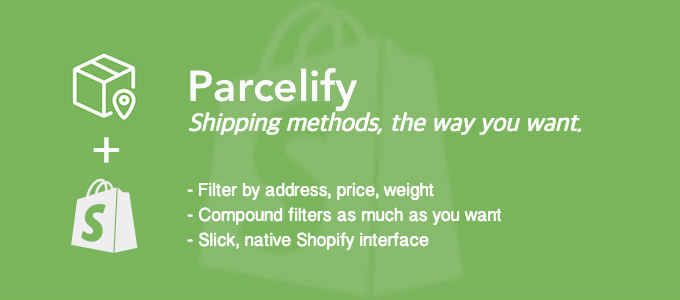 Parcelify
Shipping methods, the way you want.
+
S
- Filter by address, price, weight
- Compound filters as much as you want
- Slick, native Shopify interface
S